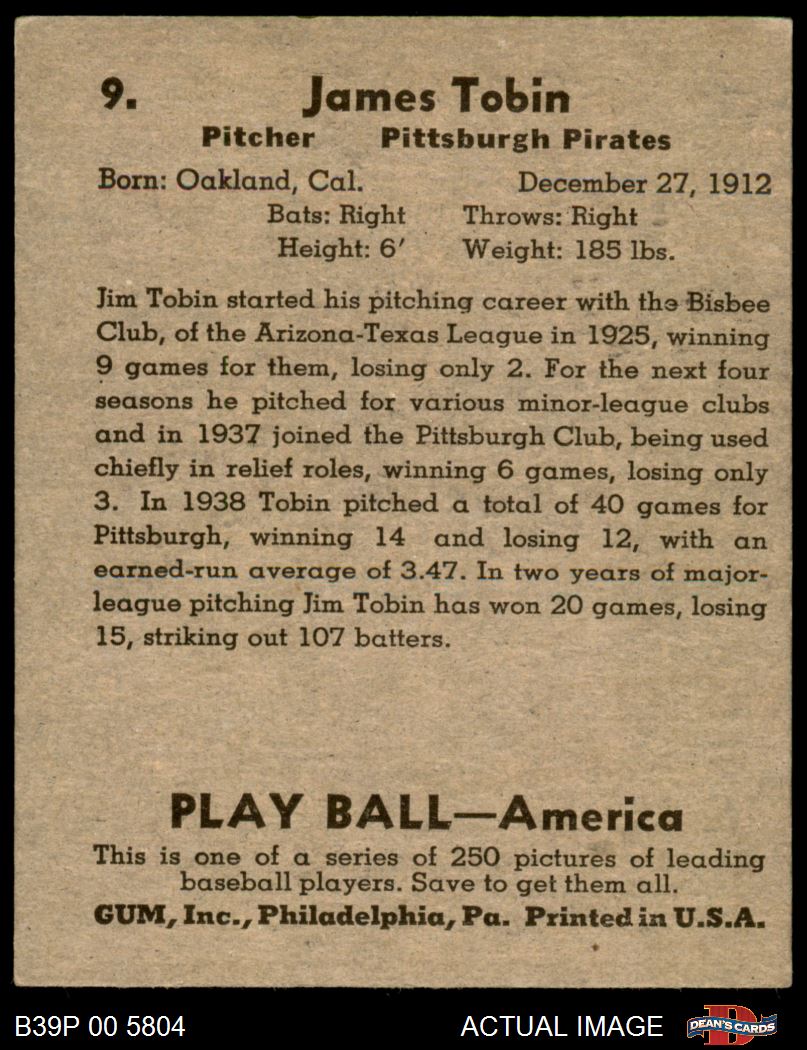 9. James Tobin
Pitcher Pittsburgh Pirates
Born: Oakland, Cal. December 27, 1912
Bats: Right Throws: Right
Height: 6' Weight: 185 lbs.
Jim Tobin started his pitching career with the Bisbee
Club, of the Arizona-Texas League in 1925, winning
9 games for them, losing only 2. For the next four
seasons he pitched for various minor-league clubs
and in 1937 joined the Pittsburgh Club, being used
chiefly in relief roles, winning 6 games, losing only
3. In 1938 Tobin pitched a total of 40 games for
Pittsburgh, winning 14 and losing 12, with an
earned-run average of 3.47. In two years of major-
league pitching Jim Tobin has won 20 games, losing
15, striking out 107 batters.
PLAY BALL—America
This is one of a series of 250 pictures of leading
baseball players. Save to get them all.
GUM, Inc., Philadelphia, Pa. Printed in U.S.A.
B39P 00 5804 ACTUAL IMAGE D DEAN'S CARDS